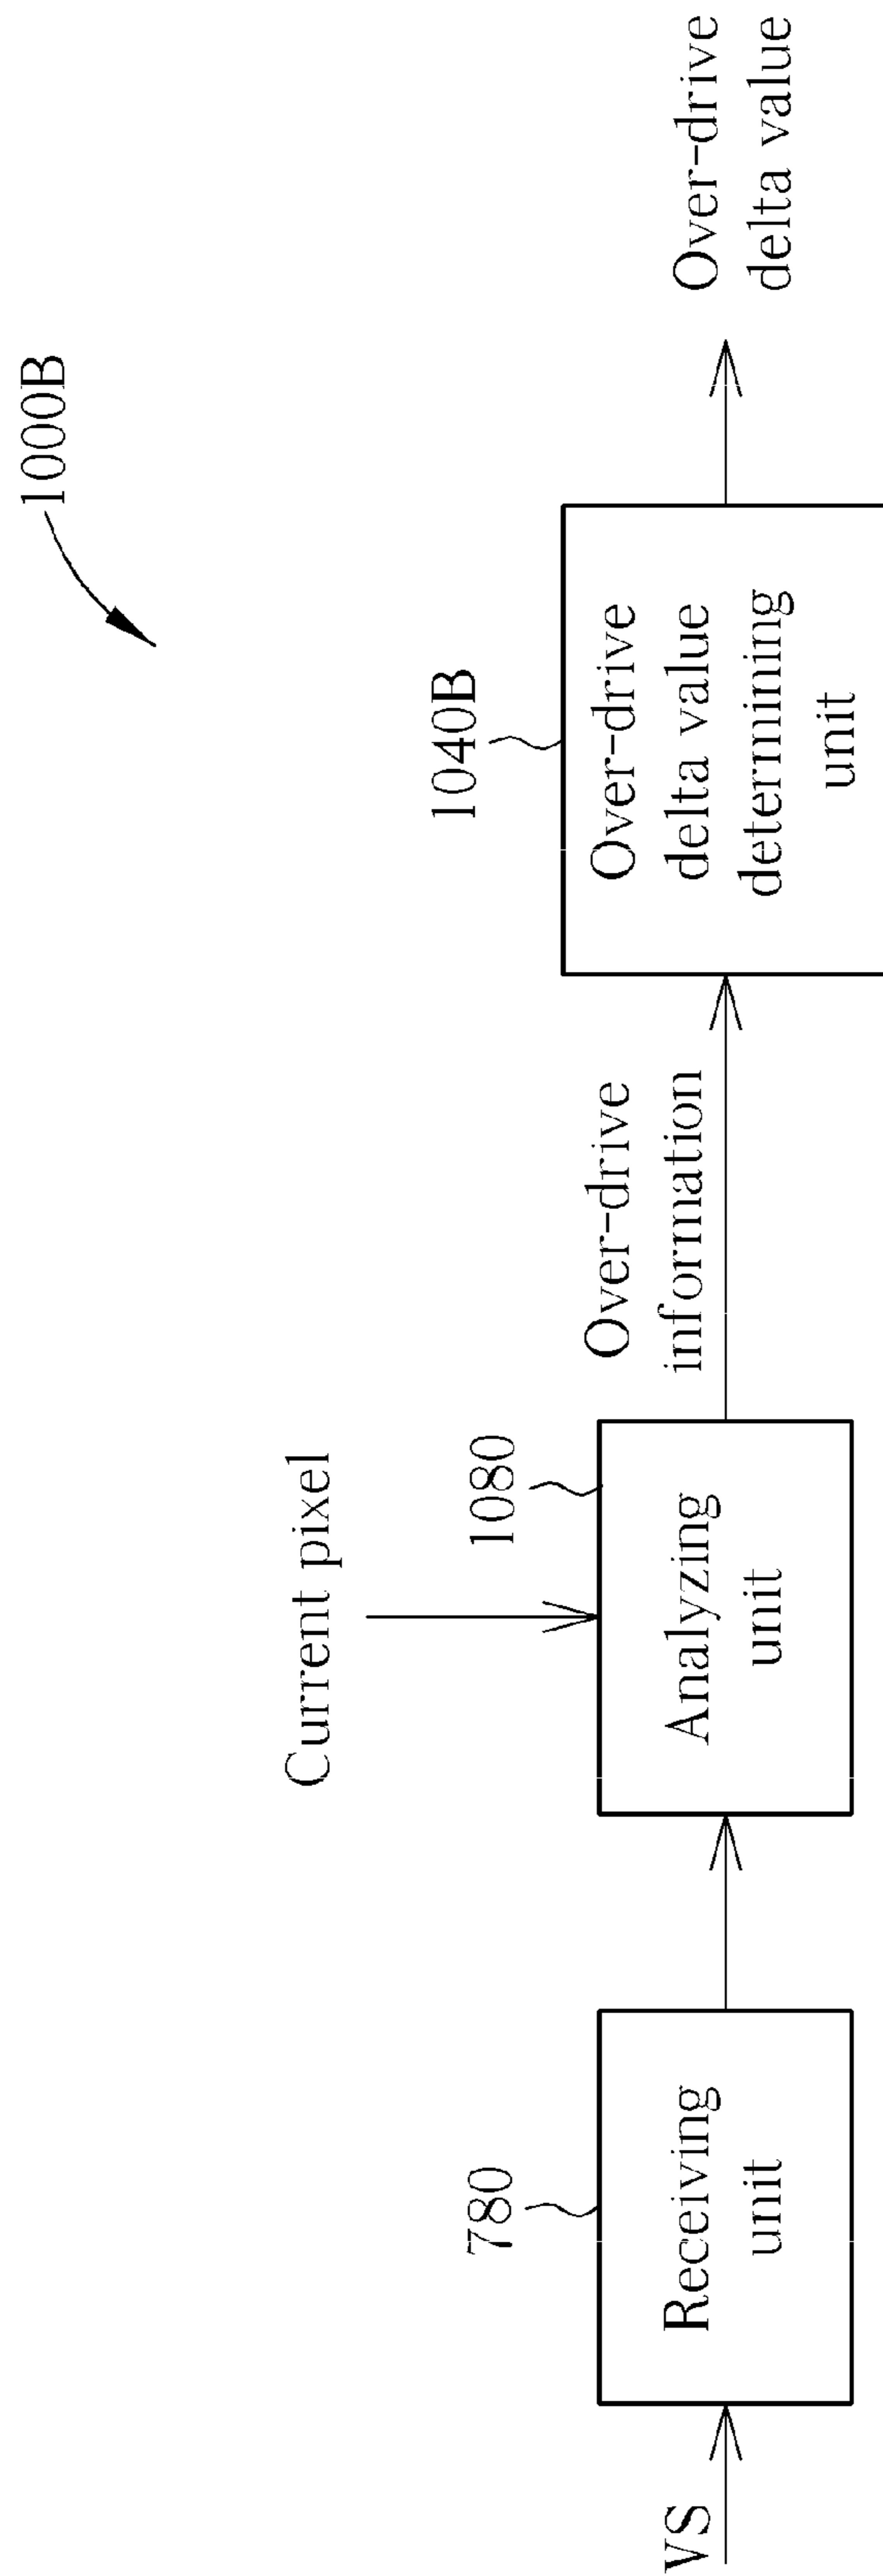 1000B
Current pixel
780
1080
1040B
VS
Receiving
unit
Analyzing
unit
Over-drive
information
Over-drive
delta value
determining
unit
Over-drive
delta value